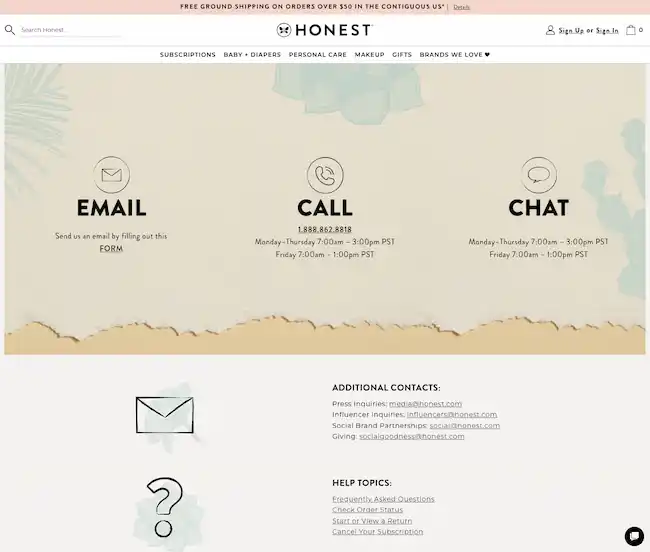 FREE GROUND SHIPPING ON ORDERS OVER $50 IN THE CONTIGUOUS US* | Details
Search Honest...
HONEST
Sign Up or Sign In
0
SUBSCRIPTIONS BABY + DIAPERS PERSONAL CARE MAKEUP GIFTS BRANDS WE LOVE ♥
EMAIL
Send us an email by filling out this
FORM
CALL
1.888.862.8818
Monday-Thursday 7:00am – 3:00pm PST
Friday 7:00am - 1:00pm PST
CHAT
Monday-Thursday 7:00am – 3:00pm PST
Friday 7:00am - 1:00pm PST
ADDITIONAL CONTACTS:
Press Inquiries: media@honest.com
Influencer Inquiries: influencers@honest.com
Social Brand Partnerships: social@honest.com
Giving: socialgoodness@honest.com
HELP TOPICS:
Frequently Asked Questions
Check Order Status
Start or View a Return
Cancel Your Subscription